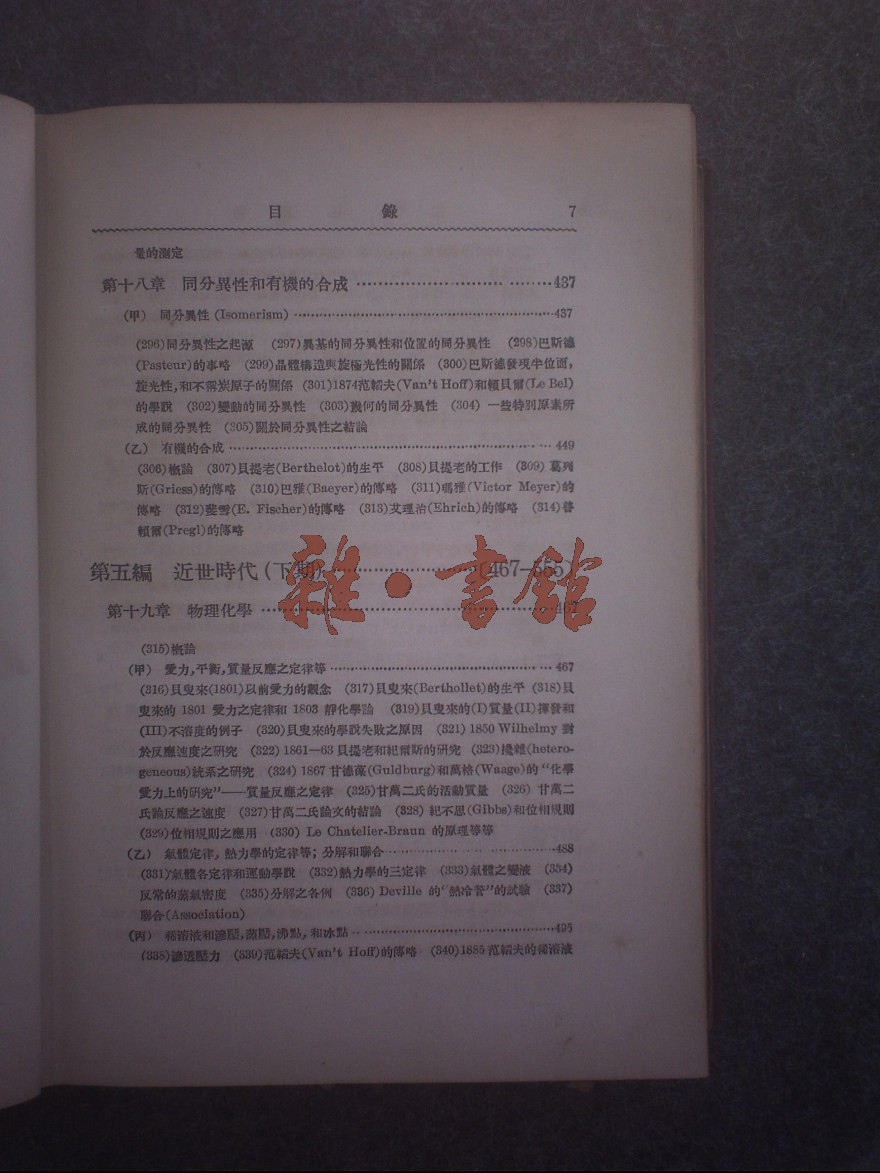 目 錄 7
量的測定
第十八章 同分異性和有機的合成 ……………………… 437
(甲) 同分異性 (Isomerism) ……………………… 437
(296)同分異性之起源 (297)異基的同分異性和位置的同分異性 (298)巴斯德
(Pasteur)的事略 (299)晶體構造與旋極光性的關係 (300)巴斯德發現半位面,
旋光性,和不齊炭原子的關係 (301)1874范韜夫(Van't Hoff)和賴貝爾(Le Bel)
的學說 (302)變動的同分異性 (303)幾何的同分異性 (304) 一些特別原素所
成的同分異性 (305)關於同分異性之結論
(乙) 有機的合成 ……………………… 449
(306)概論 (307)貝提老(Berthelot)的生平 (308)貝提老的工作 (309) 葛列
斯(Griess)的傳略 (310)巴雅(Baeyer)的傳略 (311)瑪雅(Victor Meyer)的
傳略 (312)斐雪(E. Fischer)的傳略 (313)艾理治(Ehrich)的傳略 (314)普
賴爾(Pregl)的傳略
第五編 近世時代(下期) ……………………… (467—555)
第十九章 物理化學 ……………………… 467
雜·書館
(315)概論
(甲) 愛力,平衡,質量反應之定律等 ……………………… 467
(316)貝叟來(1801)以前愛力的觀念 (317)貝叟來(Berthollet)的生平 (318)貝
叟來的 1801 愛力之定律和 1803 靜化學論 (319)貝叟來的(I)質量(II)揮發和
(III)不溶度的例子 (320)貝叟來的學說失敗之原因 (321) 1850 Wilhelmy 對
於反應速度之研究 (322) 1861—63 貝提老和紀爾斯的研究 (323)攙雜(hetero-
geneous)統系之研究 (324) 1867 甘德藻(Guldburg)和萬格(Waage)的“化學
愛力上的研究”——質量反應之定律 (325)甘萬二氏的活動質量 (326) 甘萬二
氏論反應之速度 (327)甘萬二氏論文的結論 (328) 紀不思(Gibbs)和位相規則
(329)位相規則之應用 (330) Le Chatelier-Braun 的原理等等
(乙) 氣體定律, 熱力學的定律等; 分解和聯合 ……………………… 488
(331)氣體各定律和運動學說 (332)熱力學的三定律 (333)氣體之變液 (334)
反常的蒸氣密度 (335)分解之各例 (336) Deville 的“熱冷管”的試驗 (337)
聯合(Association)
(丙) 稀溶液和滲壓,蒸壓,沸點, 和冰點 ……………………… 495
(338)滲透壓力 (339)范韜夫(Van't Hoff)的傳略 (340)1885范韜夫的稀溶液